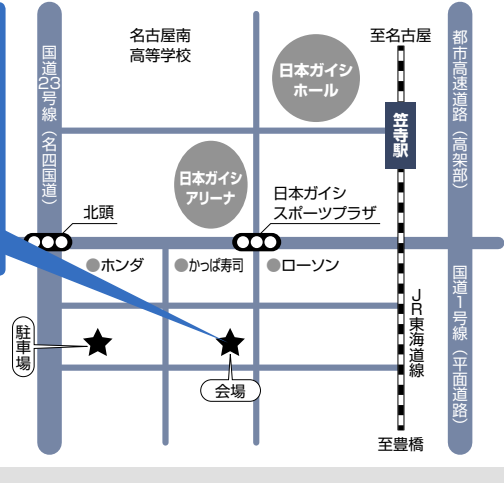 名古屋南
高等学校
至名古屋
国道23号線（名四国道）
日本ガイシ
ホール
都市高速道路（高架部）
笠寺駅
日本ガイシ
アリーナ
日本ガイシ
スポーツプラザ
北頭
ホンダ
かっぱ寿司
ローソン
国道1号線（平面道路）
JR東海道線
駐車場
会場
至豊橋